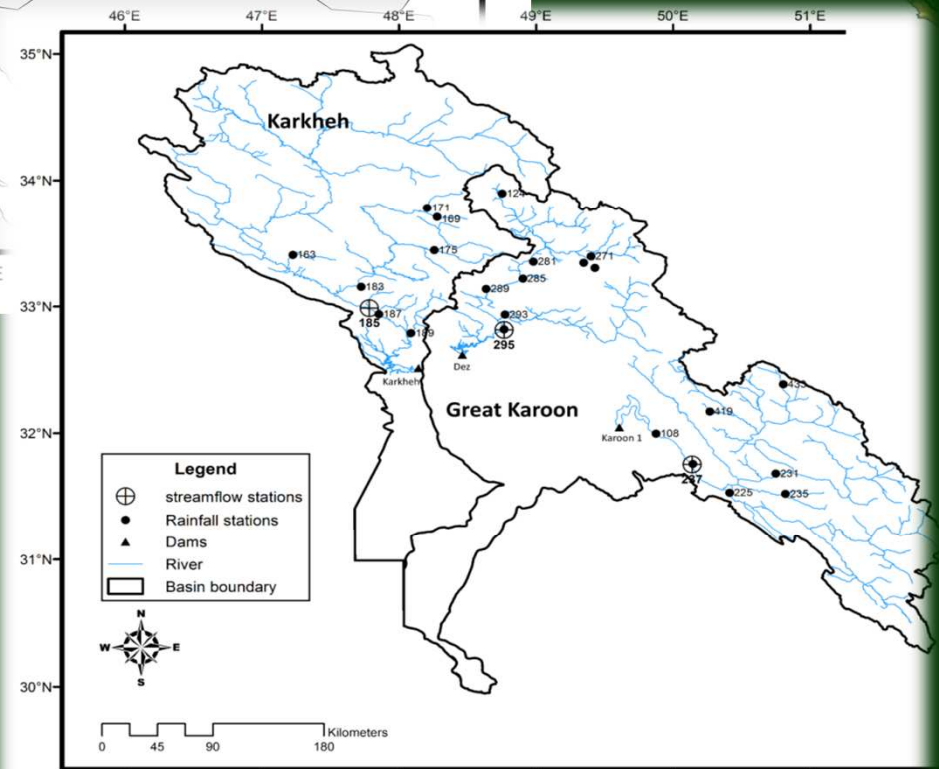 46°E 47°E 48°E 49°E 50°E 51°E
35°N
34°N
33°N
32°N
31°N
30°N
Karkheh
124
171
169
175
163
271
281
285
183
289
187
293
185
189
295
Dez
Karkheh
433
Great Karoon
419
Karoon 1
108
231
237
225
235
Legend
streamflow stations
Rainfall stations
Dams
River
Basin boundary
N
W E
S
Kilometers
0 45 90 180